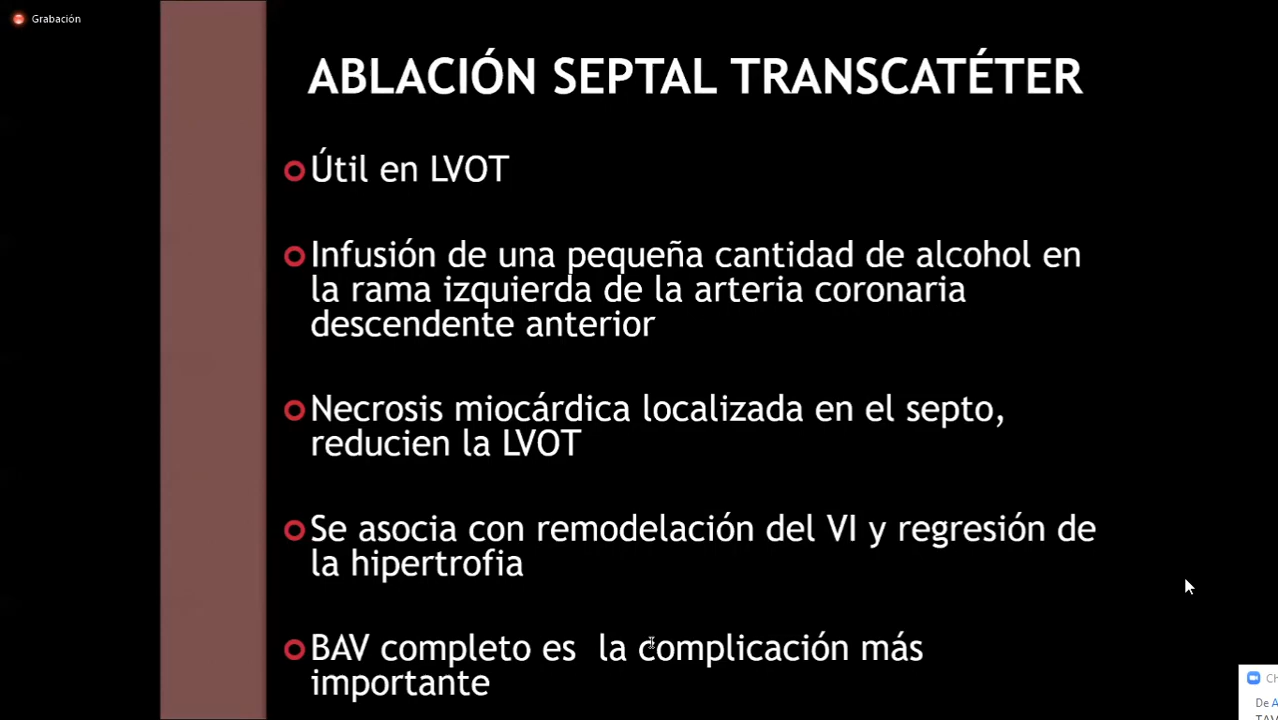 Grabación
ABLACIÓN SEPTAL TRANSCATÉTER
Útil en LVOT
Infusión de una pequeña cantidad de alcohol en
la rama izquierda de la arteria coronaria
descendente anterior
Necrosis miocárdica localizada en el septo,
reducien la LVOT
Se asocia con remodelación del VI y regresión de
la hipertrofia
BAV completo es la complicación más
importante
De A